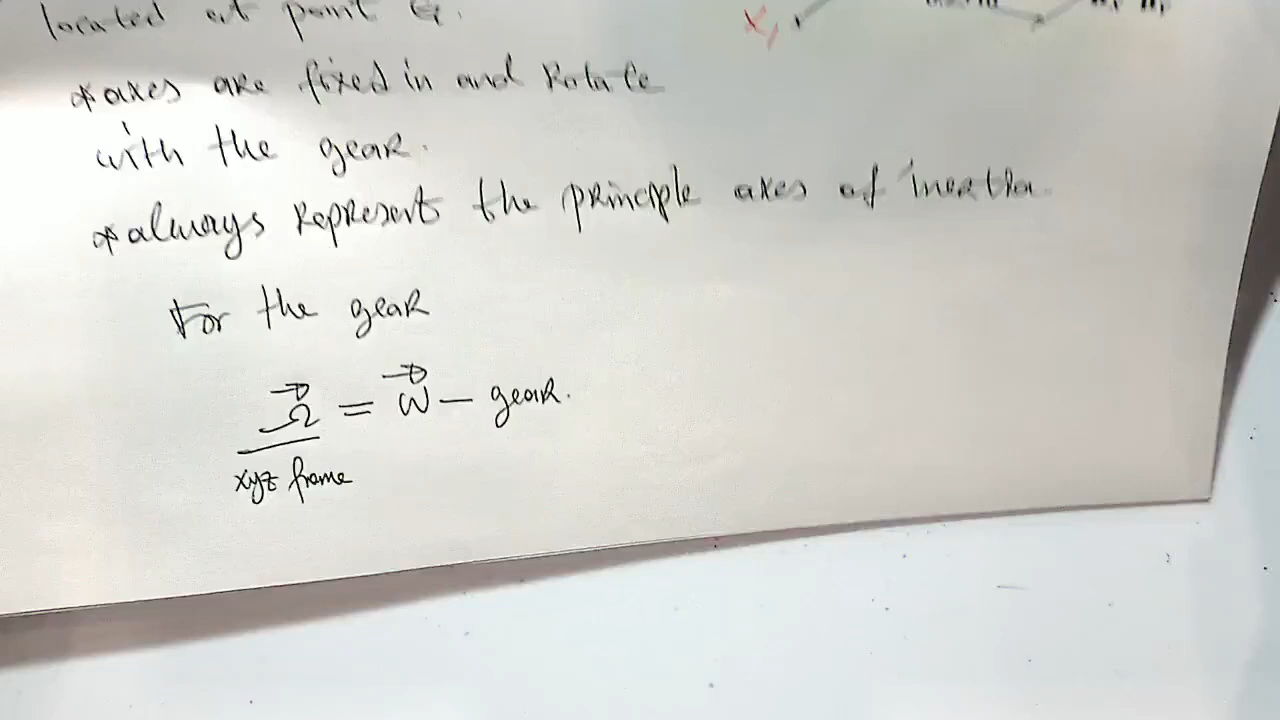 located at point G.
X,
*axes are fixed in and Rotate
with the gear.
*always represent the principle axes of inertia
For the gear
Ω⃗ = ω⃗ - gear.
xyz frame